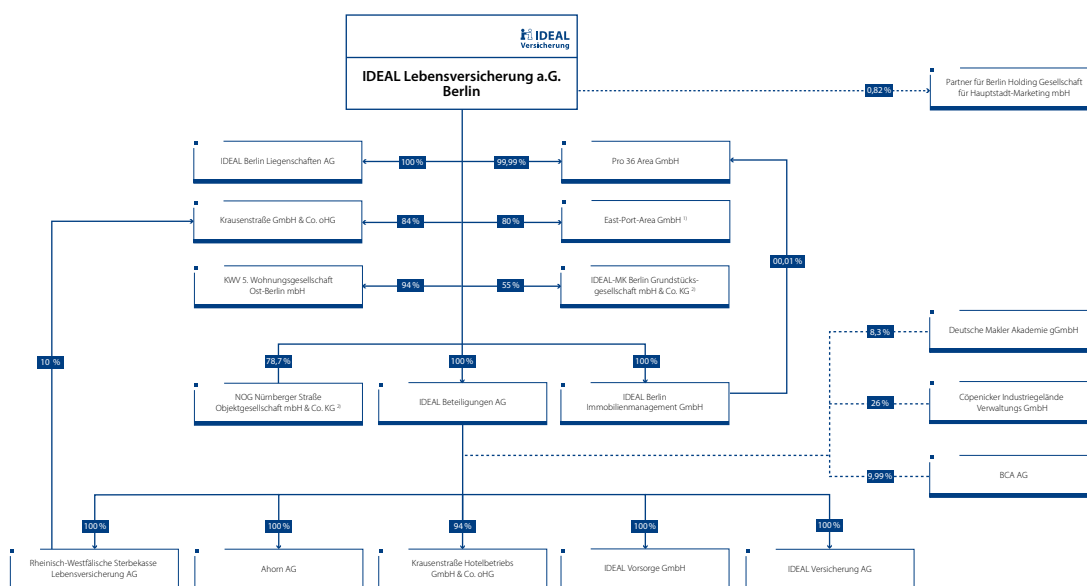 IDEAL
Versicherung
IDEAL Lebensversicherung a.G.
Berlin
0,82 %
Partner für Berlin Holding Gesellschaft
für Hauptstadt-Marketing mbH
IDEAL Berlin Liegenschaften AG
100 %
99,99 %
Pro 36 Area GmbH
Krausenstraße GmbH & Co. oHG
84 %
80 %
East-Port-Area GmbH ¹⁾
00,01 %
KWV 5. Wohnungsgesellschaft
Ost-Berlin mbH
94 %
55 %
IDEAL-MK Berlin Grundstücks-
gesellschaft mbH & Co. KG ²⁾
8,3 %
Deutsche Makler Akademie gGmbH
10 %
78,7 %
100 %
100 %
NOG Nürnberger Straße
Objektgesellschaft mbH & Co. KG ²⁾
IDEAL Beteiligungen AG
IDEAL Berlin
Immobilienmanagement GmbH
26 %
Cöpenicker Industriegelände
Verwaltungs GmbH
9,99 %
BCA AG
100 %
100 %
94 %
100 %
100 %
Rheinisch-Westfälische Sterbekasse
Lebensversicherung AG
Ahorn AG
Krausenstraße Hotelbetriebs
GmbH & Co. oHG
IDEAL Vorsorge GmbH
IDEAL Versicherung AG